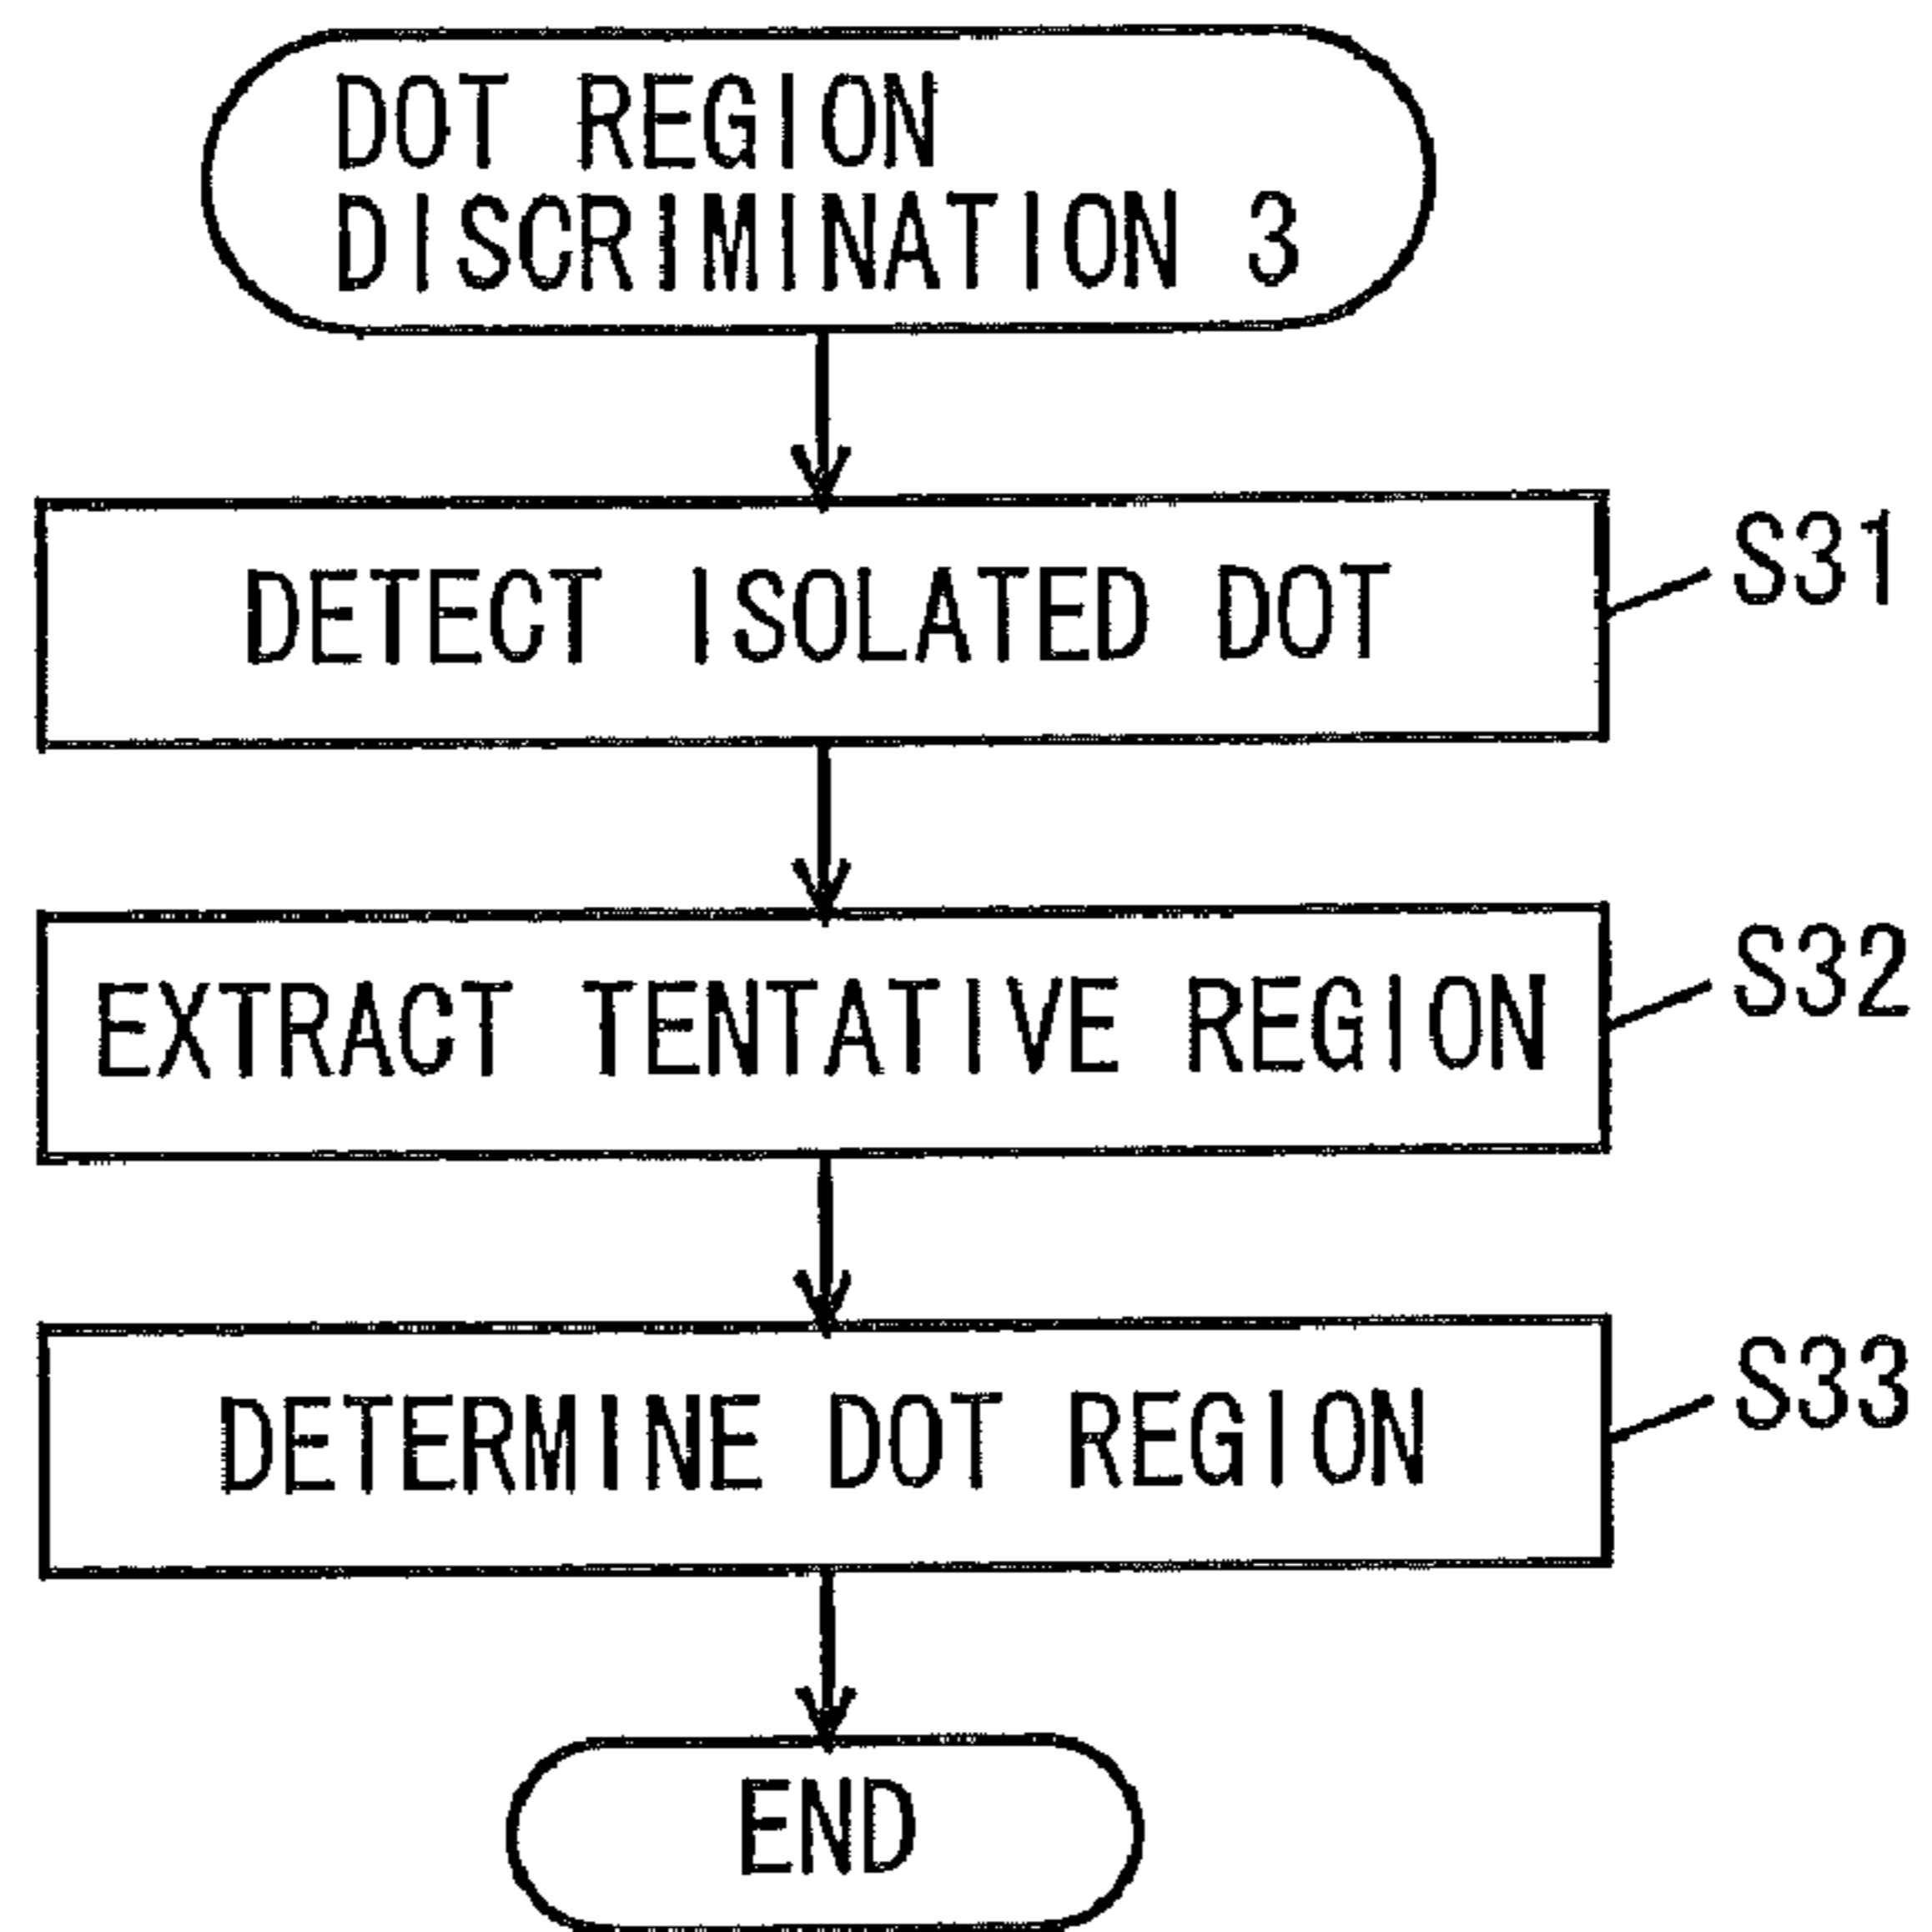 DOT REGION
DISCRIMINATION 3
DETECT ISOLATED DOT
S31
EXTRACT TENTATIVE REGION
S32
DETERMINE DOT REGION
S33
END